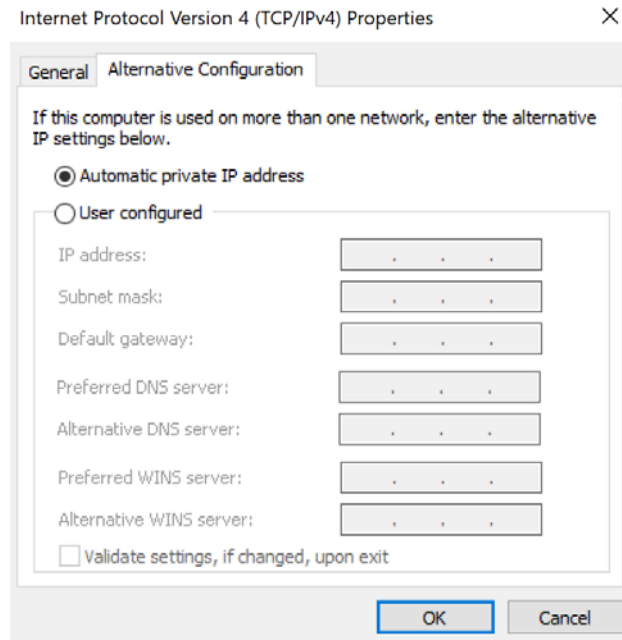 Internet Protocol Version 4 (TCP/IPv4) Properties
General
Alternative Configuration
If this computer is used on more than one network, enter the alternative
IP settings below.
Automatic private IP address
User configured
IP address:
Subnet mask:
Default gateway:
Preferred DNS server:
Alternative DNS server:
Preferred WINS server:
Alternative WINS server:
Validate settings, if changed, upon exit
OK Cancel